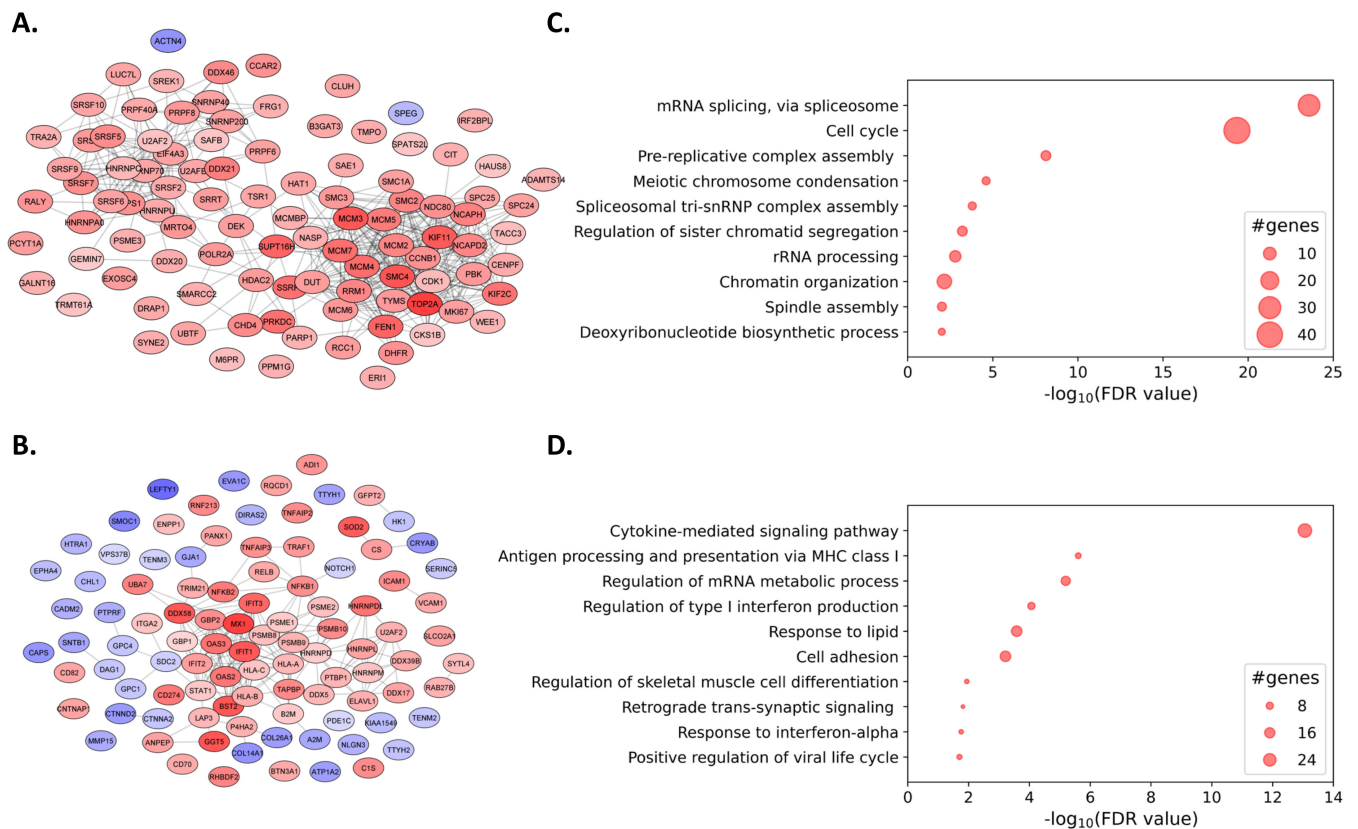 A.
ACTN4
LUC7L
SREK1
DDX46
CCAR2
CLUH
SPEG
SRSF10
PRPF40A
PRPF8
SNRNP40
FRG1
SNRNP200
B3GAT3
TMPO
IRF2BPL
TRA2A
SRSF5
U2AF2
SAFB
SPATS2L
EIF4A3
PRPF6
SAE1
CIT
HAUS8
ADAMTS14
SRSF9
HNRNPC
SRSF7
U2AFB
DDX21
HAT1
SMC1A
SMC3
SMC2
NDC80
SPC25
SPC24
RALY
SRSF6
SRSF2
SRRT
TSR1
NCAPH
HNRNPA0
HNRNPU
MCMBP
MCM3
MCM5
KIF11
TACC3
PCYT1A
PSME3
MRTO4
DEK
NASP
MCM2
NCAPD2
GEMIN7
POLR2A
SUPT16H
MCM7
CCNB1
CENPF
DDX20
MCM4
SMC4
CDK1
PBK
GALNT16
EXOSC4
HDAC2
DUT
RRM1
KIF2C
TRMT61A
SMARCC2
TYMS
TOP2A
DRAP1
MCM6
MKI67
WEE1
UBTF
CHD4
PRKDC
FEN1
CKS1B
SYNE2
PARP1
RCC1
DHFR
M6PR
PPM1G
ERI1
C.
mRNA splicing, via spliceosome
Cell cycle
Pre-replicative complex assembly
Meiotic chromosome condensation
Spliceosomal tri-snRNP complex assembly
Regulation of sister chromatid segregation
rRNA processing
Chromatin organization
Spindle assembly
Deoxyribonucleotide biosynthetic process
#genes
10
20
30
40
0 5 10 15 20 25
-log10(FDR value)
B.
ADI1
LEFTY1
EVA1C
RQCD1
TTYH1
GFPT2
RNF213
SMOC1
DIRAS2
TNFAIP2
HK1
ENPP1
SOD2
HTRA1
PANX1
CRYAB
VPS37B
TENM3
GJA1
TNFAIP3
TRAF1
CS
EPHA4
RELB
NOTCH1
SERINC5
CHL1
UBA7
TRIM21
NFKB2
NFKB1
ICAM1
CADM2
PTPRF
DDX58
IFIT3
PSME2
HNRNPDL
VCAM1
ITGA2
GBP2
MX1
PSME1
PSMB10
SNTB1
GBP1
OAS3
PSMB8
PSMB9
U2AF2
SLCO2A1
CAPS
GPC4
IFIT1
HNRNPD
HNRNPL
DAG1
SDC2
IFIT2
HLA-C
HLA-A
DDX39B
SYTL4
CD82
OAS2
PTBP1
HNRNPM
GPC1
CD274
STAT1
HLA-B
TAPBP
DDX5
DDX17
RAB27B
CNTNAP1
BST2
ELAVL1
CTNND2
CTNNA2
LAP3
B2M
PDE1C
KIAA1549
TENM2
P4HA2
MMP15
ANPEP
GGT5
COL26A1
A2M
NLGN3
TTYH2
COL14A1
CD70
RHBDF2
BTN3A1
ATP1A2
C1S
D.
Cytokine-mediated signaling pathway
Antigen processing and presentation via MHC class I
Regulation of mRNA metabolic process
Regulation of type I interferon production
Response to lipid
Cell adhesion
Regulation of skeletal muscle cell differentiation
Retrograde trans-synaptic signaling
Response to interferon-alpha
Positive regulation of viral life cycle
#genes
8
16
24
0 2 4 6 8 10 12 14
-log10(FDR value)